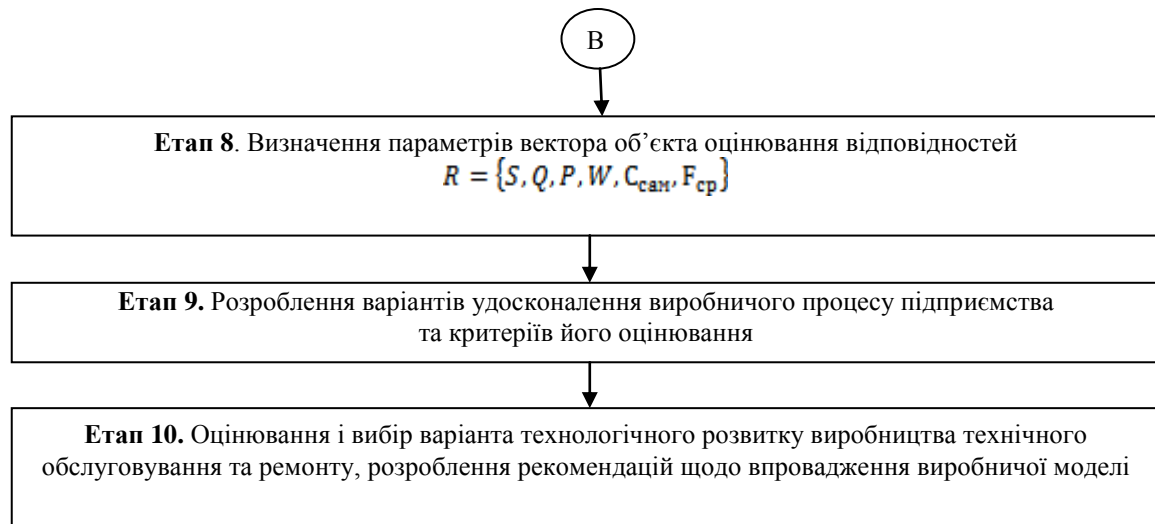 В
Етап 8. Визначення параметрів вектора об’єкта оцінювання відповідностей
R = {S, Q, P, W, Cсам, Fср}
Етап 9. Розроблення варіантів удосконалення виробничого процесу підприємства
та критеріїв його оцінювання
Етап 10. Оцінювання і вибір варіанта технологічного розвитку виробництва технічного
обслуговування та ремонту, розроблення рекомендацій щодо впровадження виробничої моделі